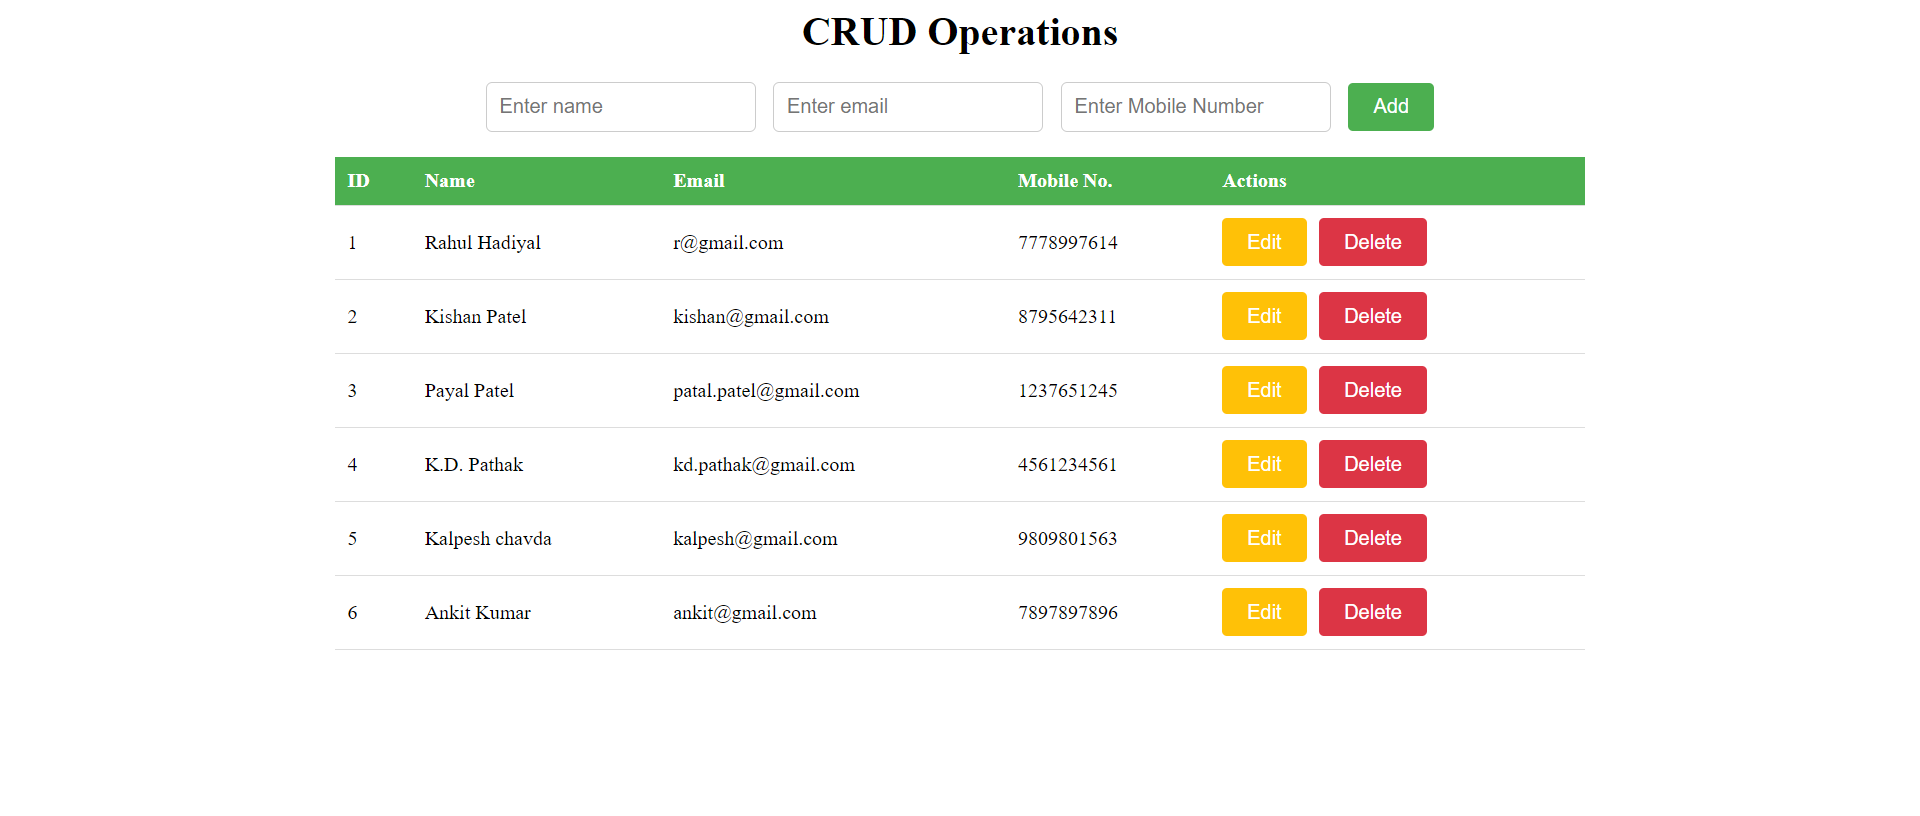 CRUD Operations
Enter name Enter email Enter Mobile Number Add
ID Name Email Mobile No. Actions
1 Rahul Hadiyal r@gmail.com 7778997614 Edit Delete
2 Kishan Patel kishan@gmail.com 8795642311 Edit Delete
3 Payal Patel patal.patel@gmail.com 1237651245 Edit Delete
4 K.D. Pathak kd.pathak@gmail.com 4561234561 Edit Delete
5 Kalpesh chavda kalpesh@gmail.com 9809801563 Edit Delete
6 Ankit Kumar ankit@gmail.com 7897897896 Edit Delete